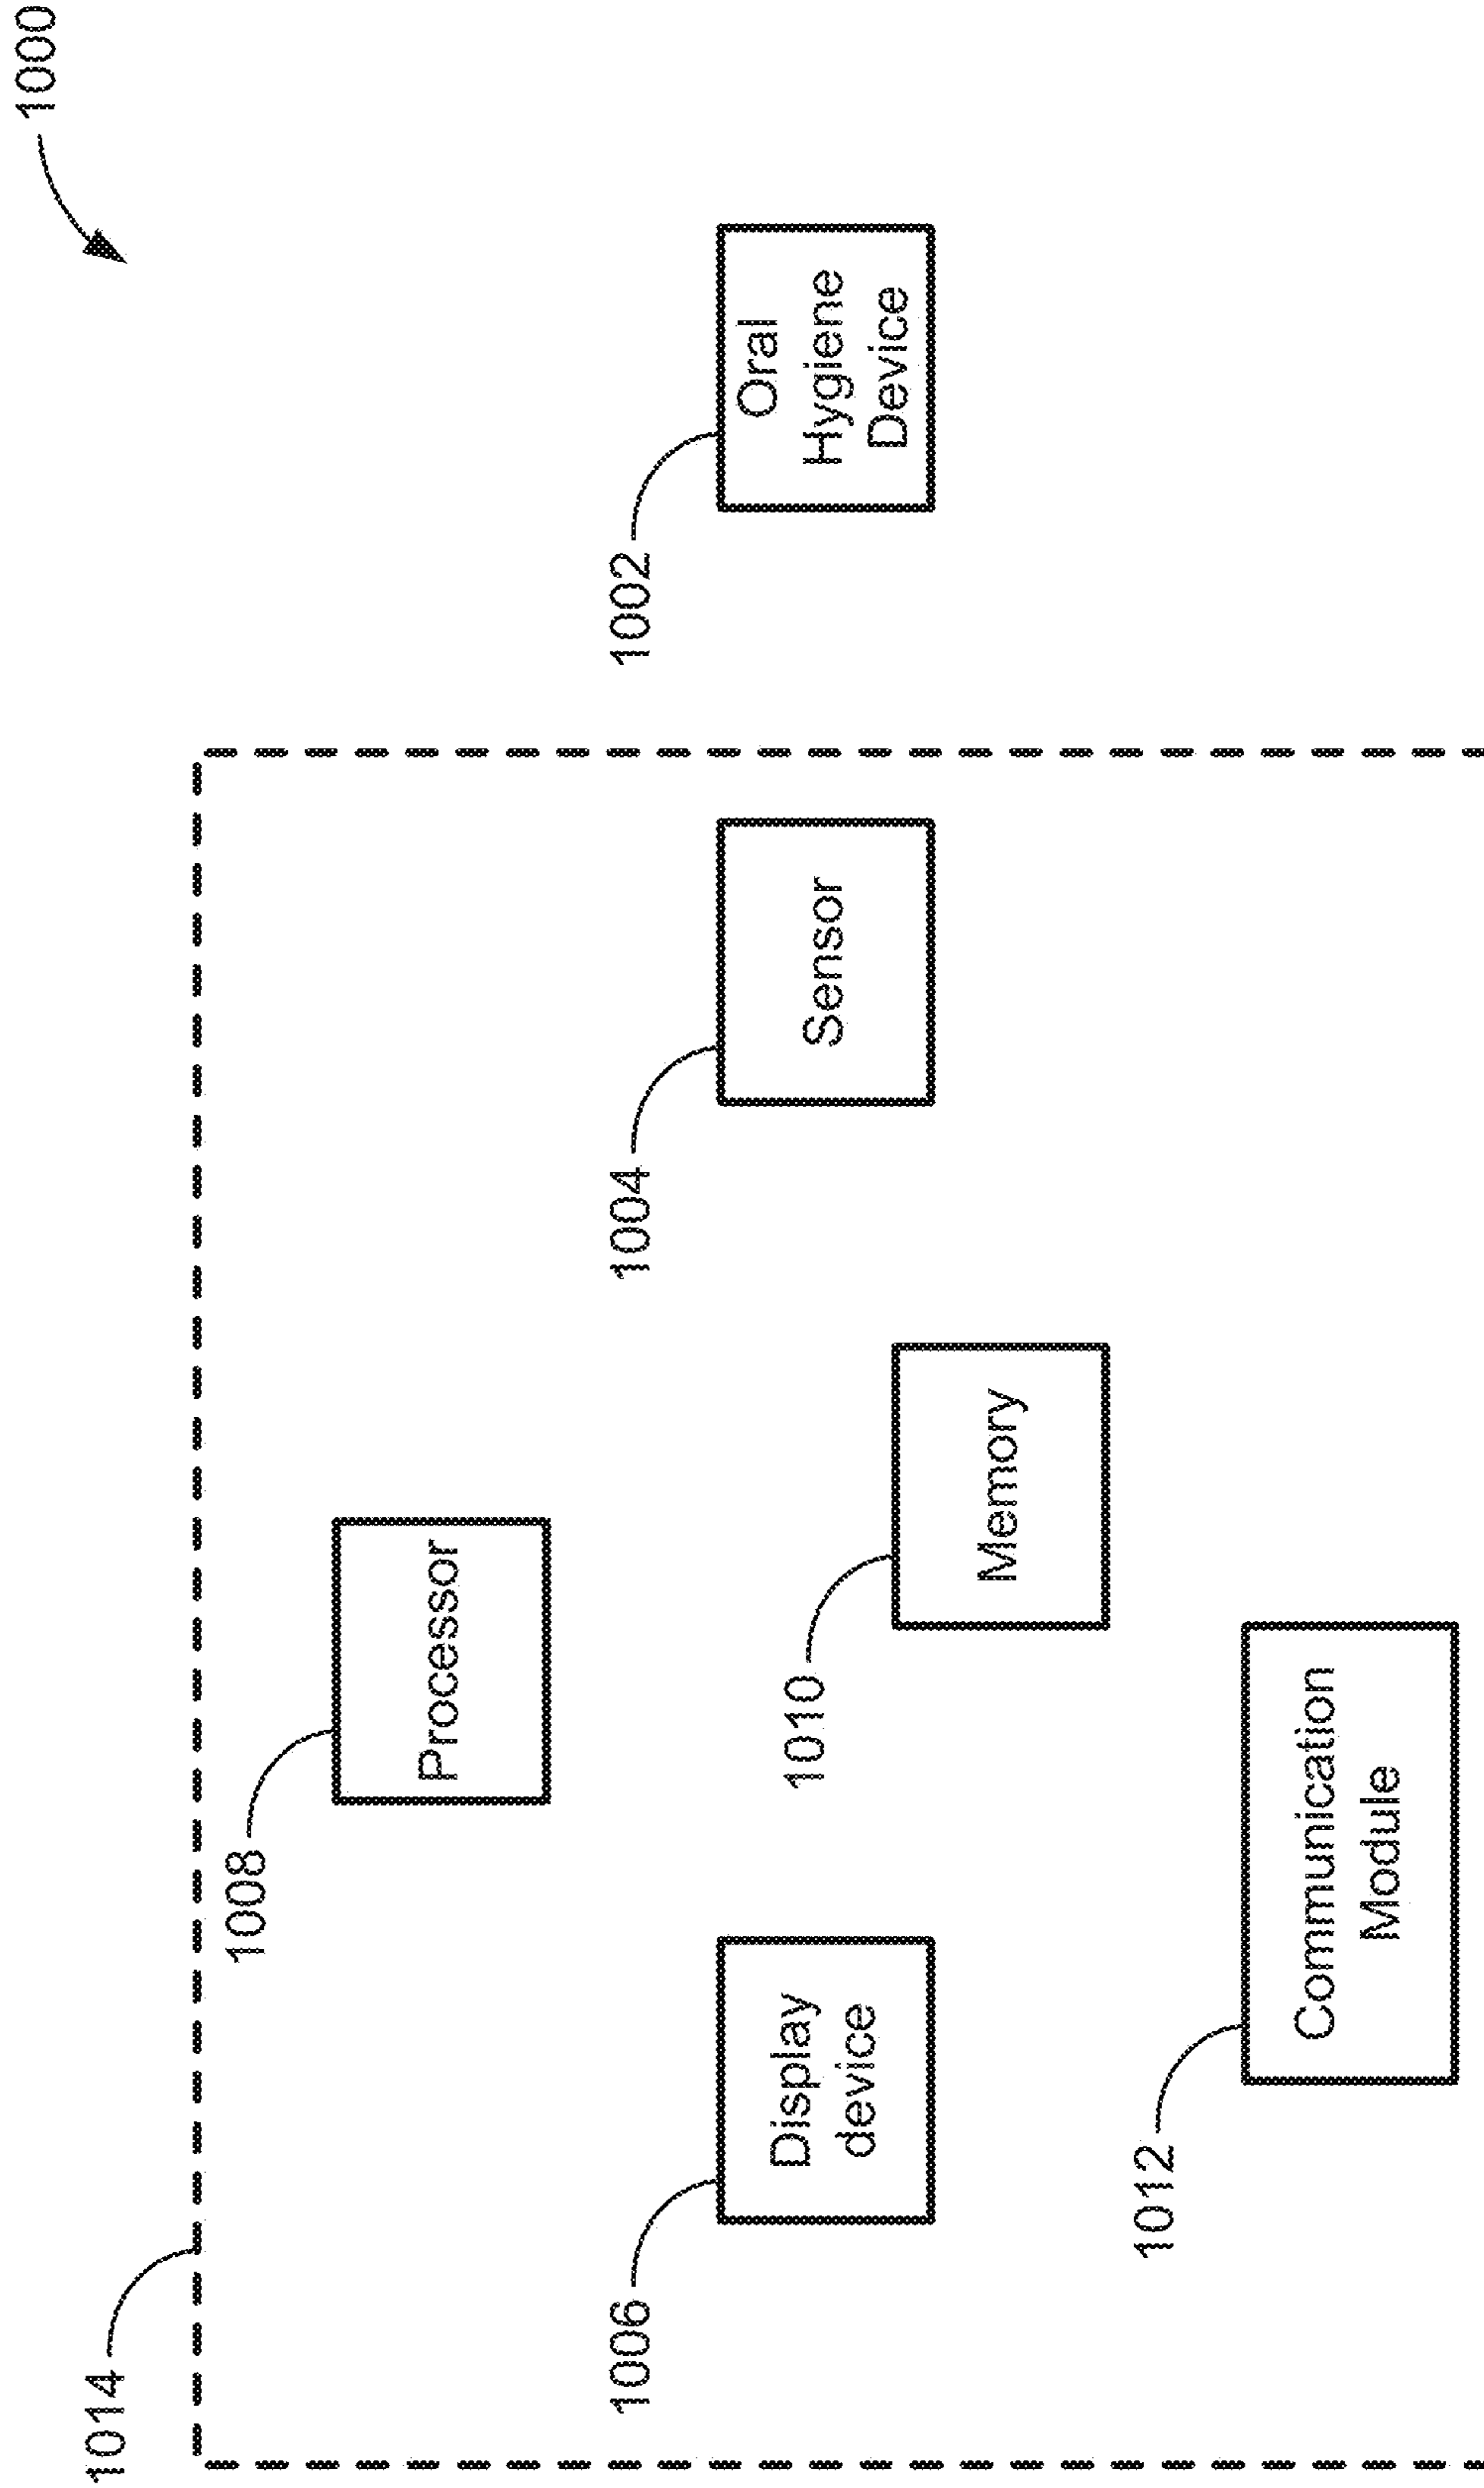 1000
1014
1008
Processor
1006
Display
device
1010
Memory
1004
Sensor
1002
Oral
Hygiene
Device
1012
Communication
Module